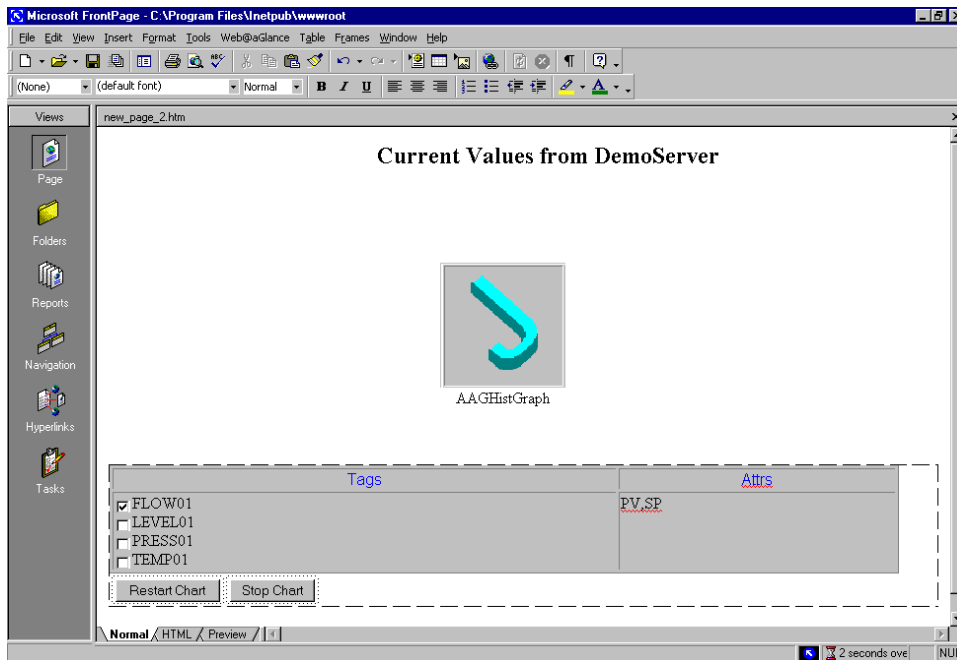 Microsoft FrontPage - C:\Program Files\Inetpub\wwwroot
File Edit View Insert Format Tools Web@aGlance Table Frames Window Help
(None) (default font) Normal B I U A
Views new_page_2.htm
Current Values from DemoServer
Page
Folders
Reports
Navigation
Hyperlinks
Tasks
AAGHistGraph
Tags Attrs
FLOW01 PV,SP
LEVEL01
PRESS01
TEMP01
Restart Chart Stop Chart
Normal HTML Preview
2 seconds ove NUI